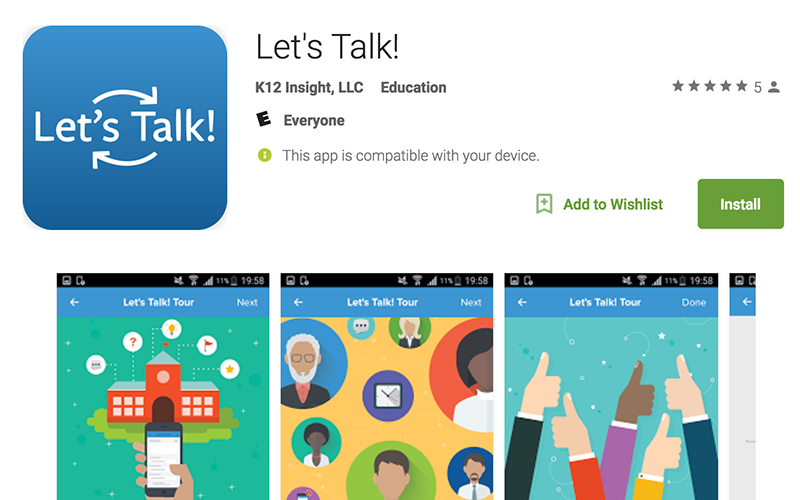 Let's Talk!
Let's Talk!
K12 Insight, LLC Education
5
E Everyone
This app is compatible with your device.
Add to Wishlist
Install
11% 19:58
Let's Talk! Tour Next
?
11% 19:58
Let's Talk! Tour Next
11% 19:58
Let's Talk! Tour Done